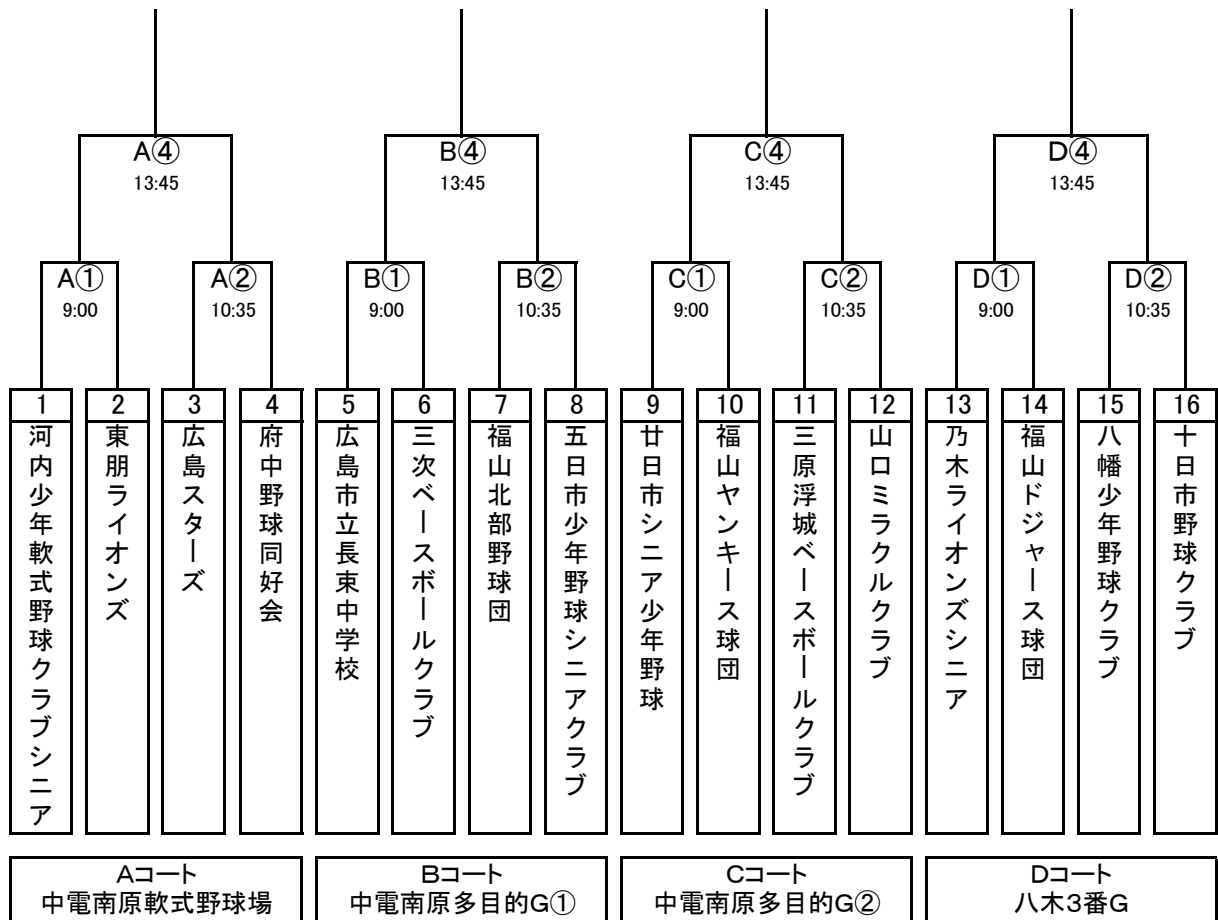 A④ B④ C④ D④
13:45 13:45 13:45 13:45
A① A② B① B② C① C② D① D②
9:00 10:35 9:00 10:35 9:00 10:35 9:00 10:35
1 2 3 4 5 6 7 8 9 10 11 12 13 14 15 16
河内少年軟式野球クラブシニア
東朋ライオンズ
広島スターズ
府中野球同好会
広島市立長束中学校
三次ベースボールクラブ
福山北部野球団
五日市少年野球シニアクラブ
廿日市シニア少年野球
福山ヤンキース球団
三原浮城ベースボールクラブ
山口ミラクルクラブ
乃木ライオンズシニア
福山ドジャース球団
八幡少年野球クラブ
十日市野球クラブ
Aコート
中電南原軟式野球場
Bコート
中電南原多目的G①
Cコート
中電南原多目的G②
Dコート
八木3番G